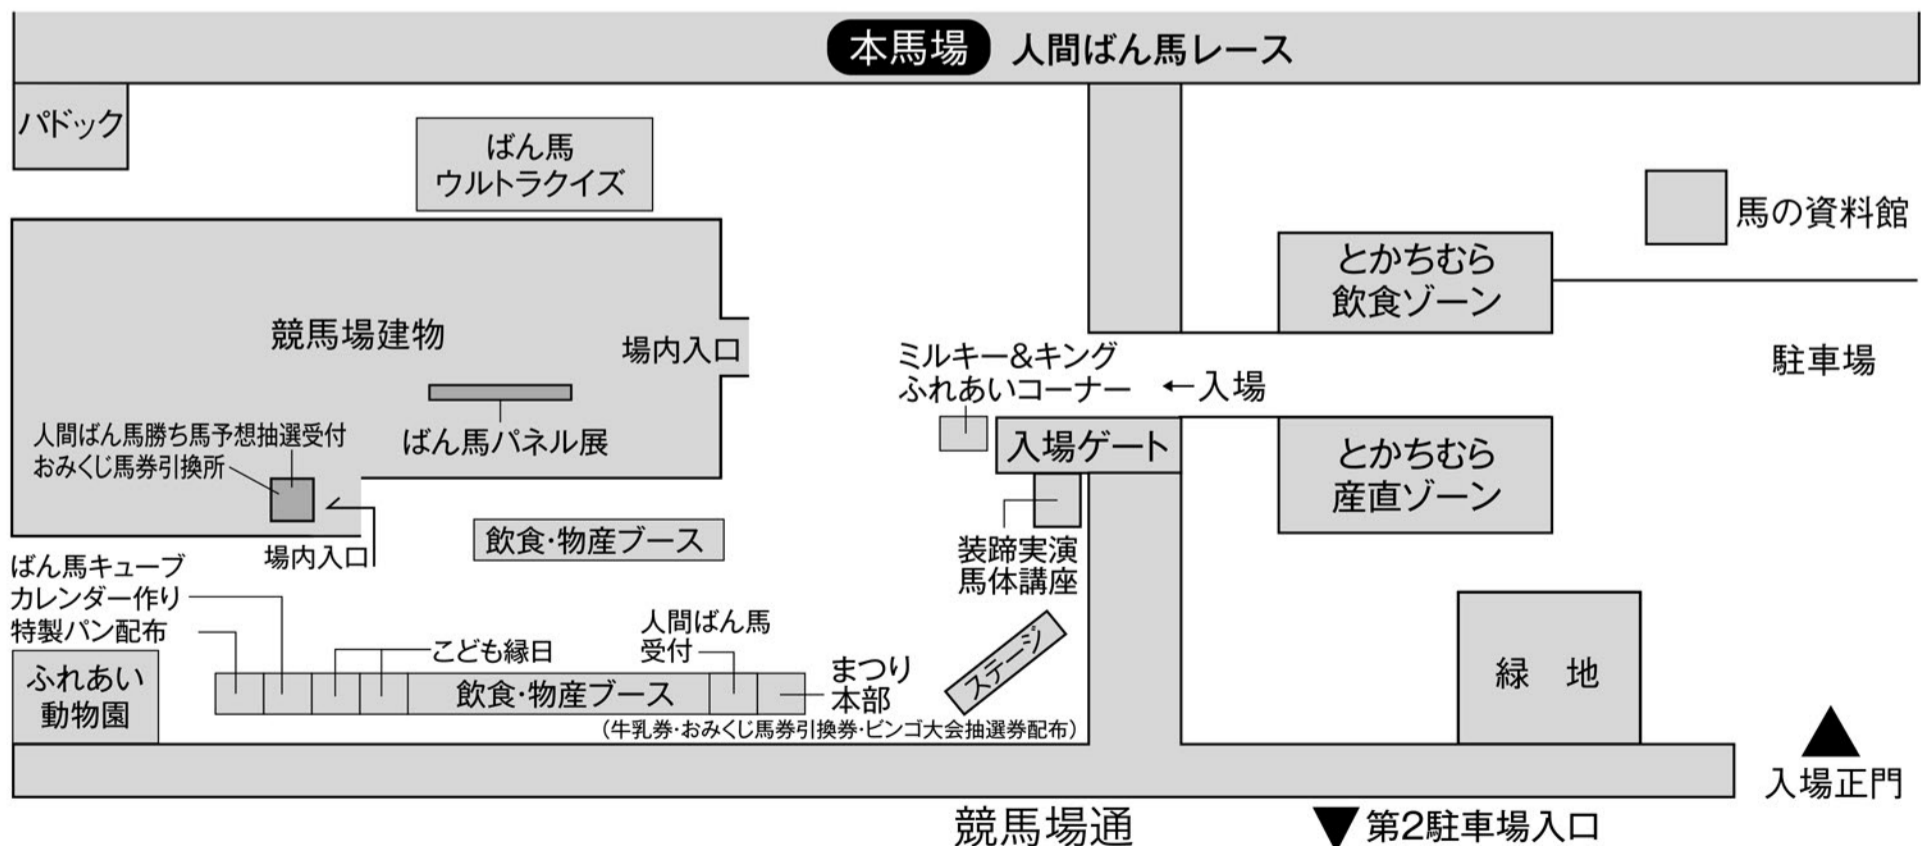 本馬場 人間ばん馬レース
パドック
ばん馬
ウルトラクイズ
馬の資料館
とかちむら
飲食ゾーン
競馬場建物
場内入口
ミルキー&キング
ふれあいコーナー
←入場
駐車場
人間ばん馬勝ち馬予想抽選受付
おみくじ馬券引換所
ばん馬パネル展
入場ゲート
とかちむら
産直ゾーン
場内入口
飲食・物産ブース
装蹄実演
馬体講座
ばん馬キューブ
カレンダー作り
特製パン配布
こども縁日
人間ばん馬
受付
ステージ
ふれあい
動物園
飲食・物産ブース
まつり
本部
(牛乳券・おみくじ馬券引換券・ビンゴ大会抽選券配布)
緑 地
▲
入場正門
競馬場通
▼第2駐車場入口